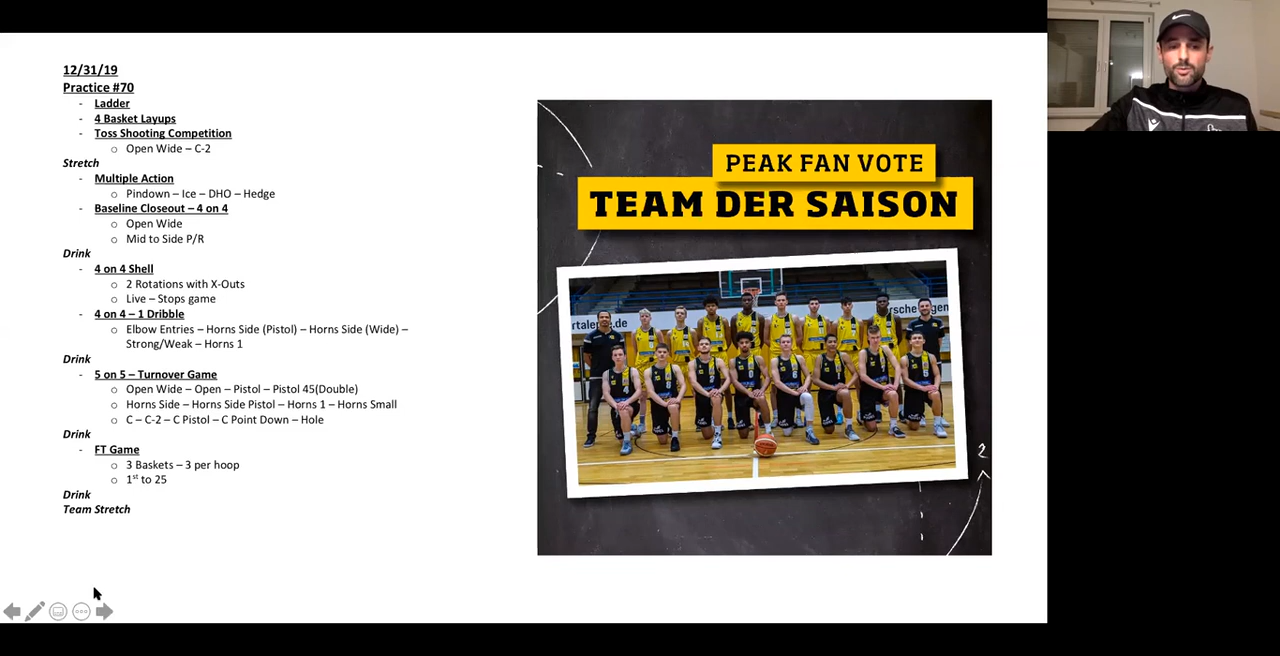 12/31/19
Practice #70
- Ladder
- 4 Basket Layups
- Toss Shooting Competition
o Open Wide – C-2
Stretch
- Multiple Action
o Pindown – Ice – DHO – Hedge
- Baseline Closeout – 4 on 4
o Open Wide
o Mid to Side P/R
Drink
- 4 on 4 Shell
o 2 Rotations with X-Outs
o Live – Stops game
- 4 on 4 – 1 Dribble
o Elbow Entries – Horns Side (Pistol) – Horns Side (Wide) –
Strong/Weak – Horns 1
Drink
- 5 on 5 – Turnover Game
o Open Wide – Open – Pistol – Pistol 45(Double)
o Horns Side – Horns Side Pistol – Horns 1 – Horns Small
o C – C-2 – C Pistol – C Point Down – Hole
Drink
- FT Game
o 3 Baskets – 3 per hoop
o 1st to 25
Drink
Team Stretch
PEAK FAN VOTE
TEAM DER SAISON